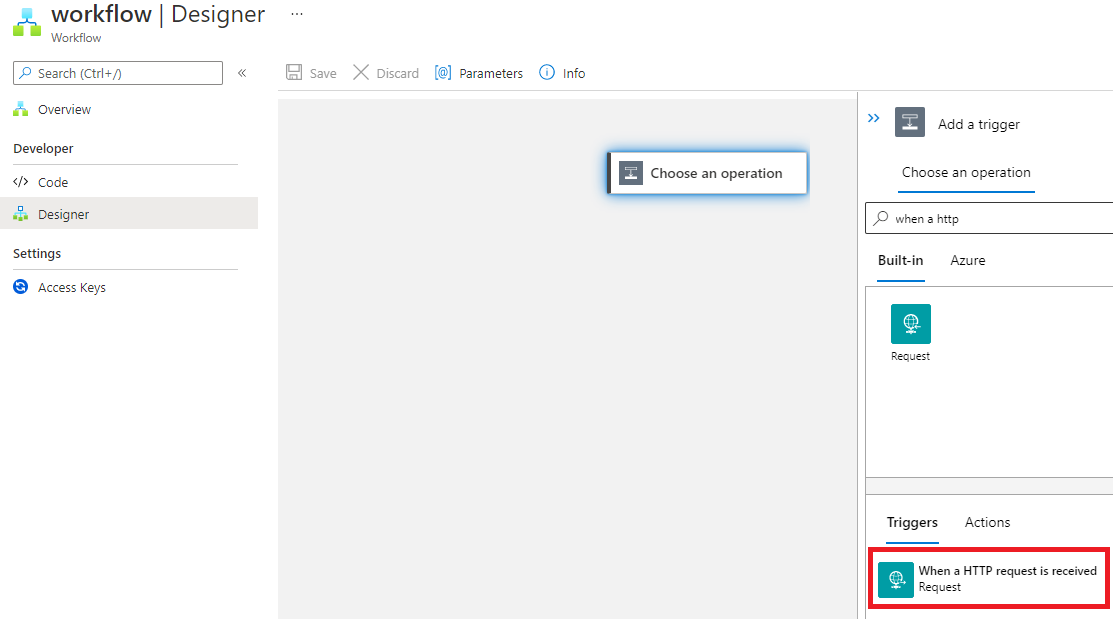 workflow | Designer ...
Workflow
Search (Ctrl+/)
«
Overview
Developer
</> Code
Designer
Settings
Access Keys
Save Discard [@] Parameters Info
Choose an operation
Add a trigger
Choose an operation
when a http
Built-in Azure
Request
Triggers Actions
When a HTTP request is received
Request